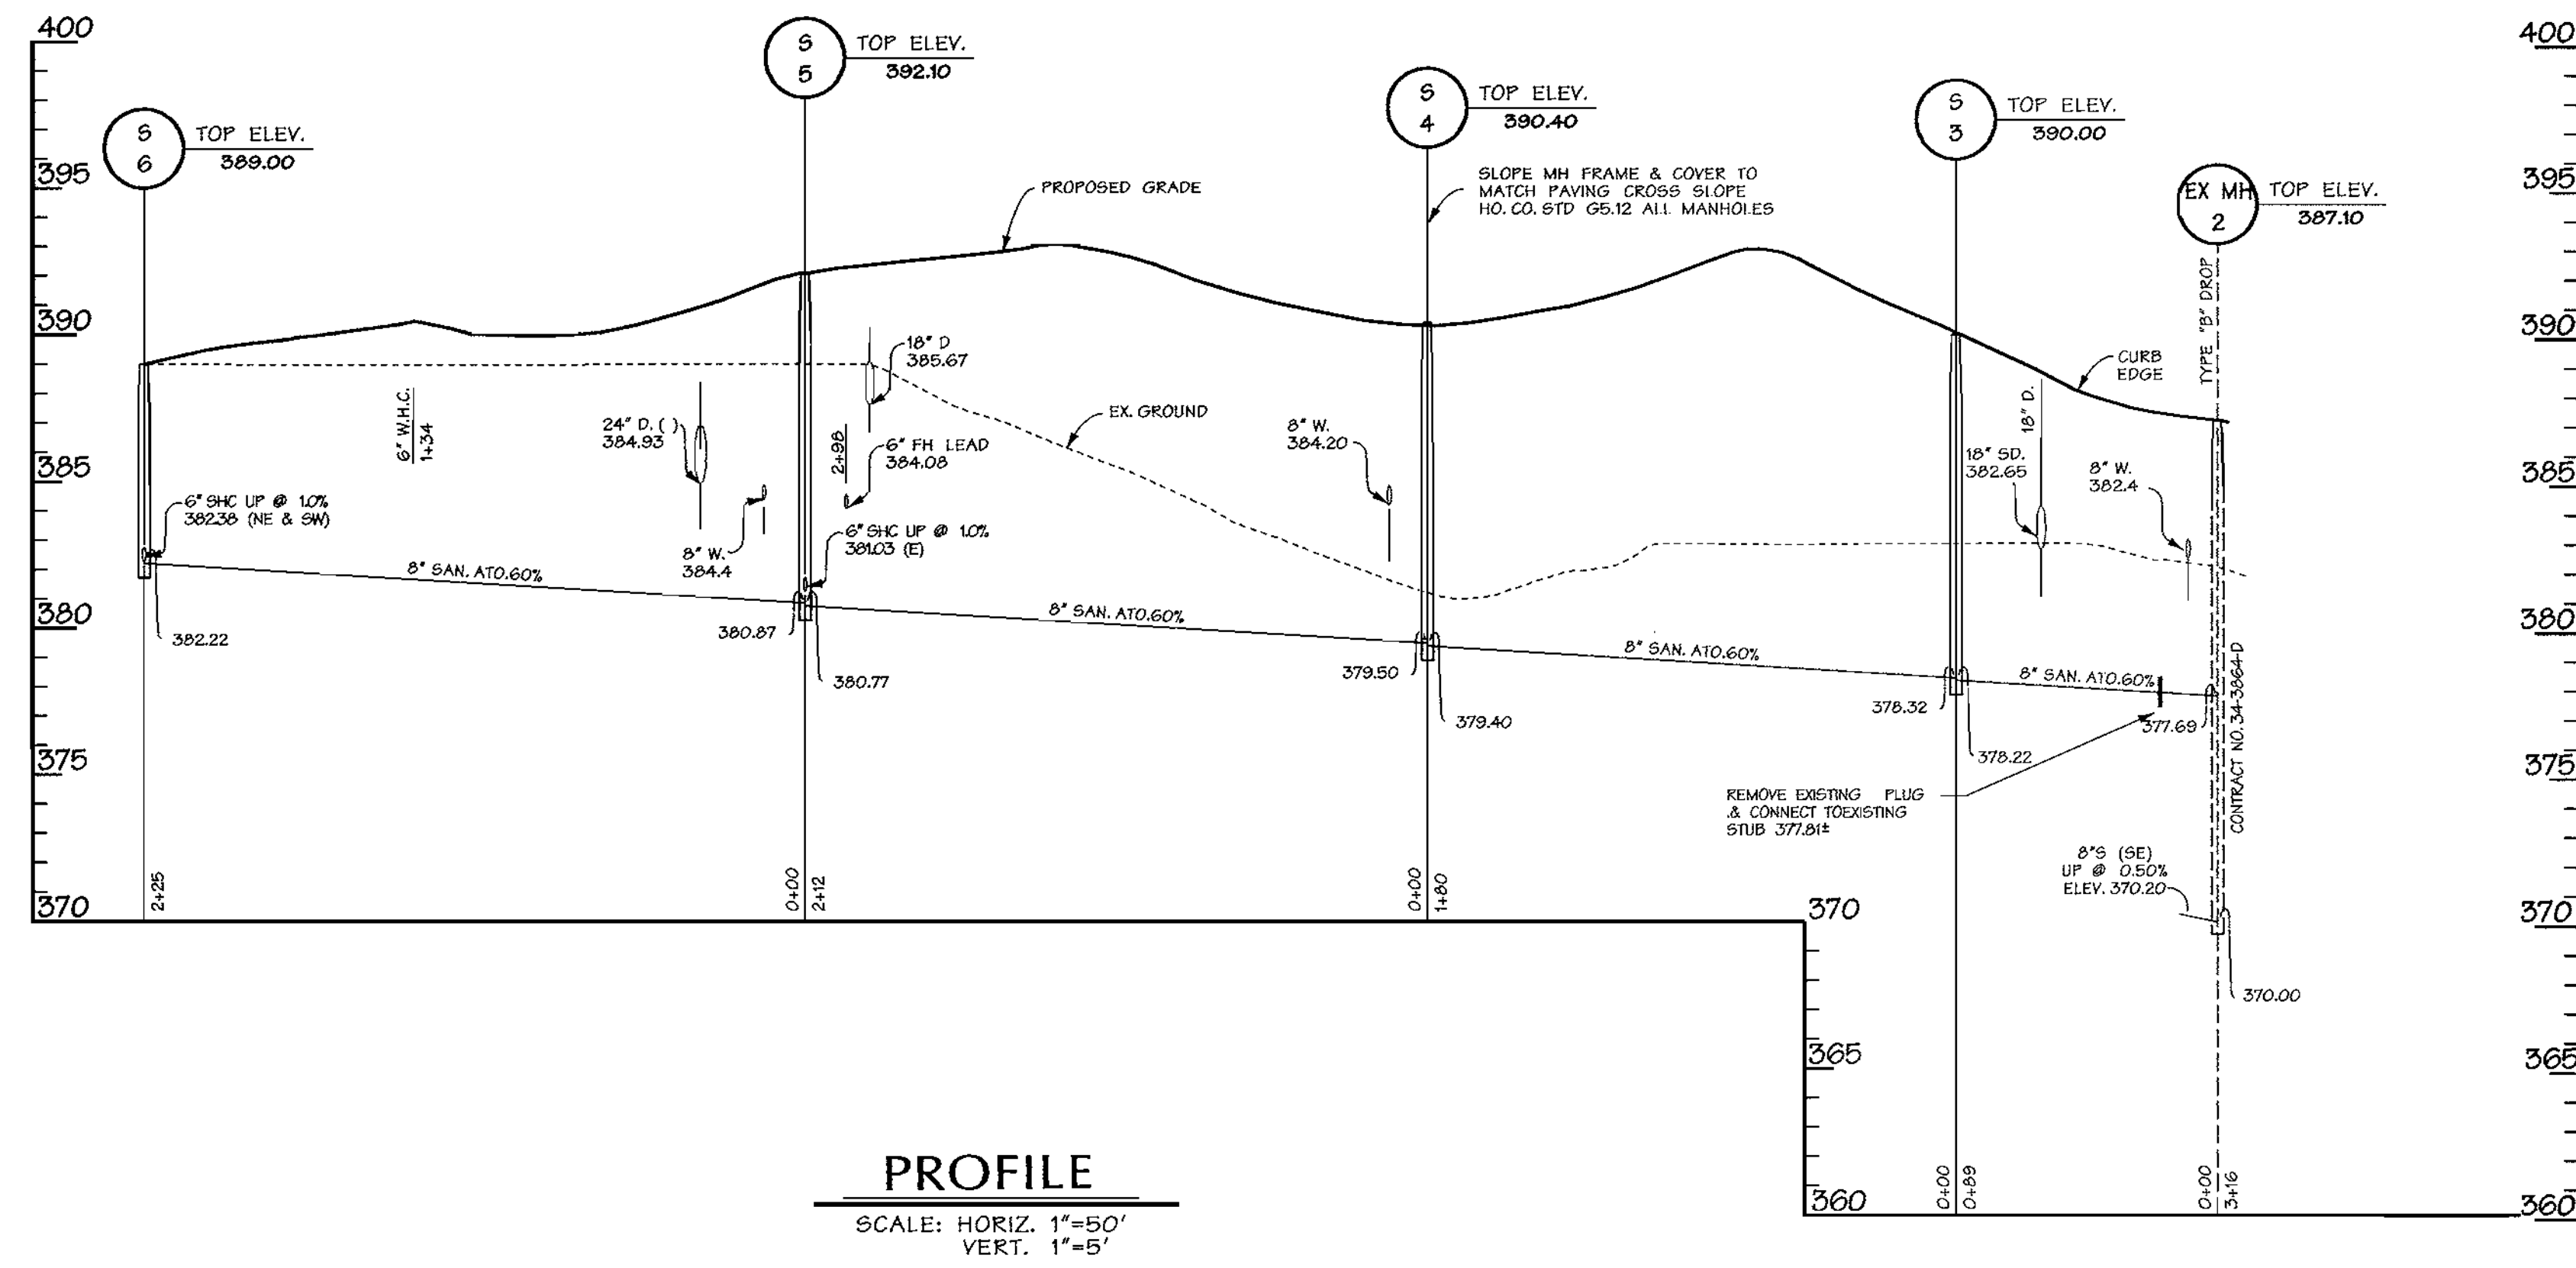 400
395
390
385
380
375
370
S
6
TOP ELEV.
389.00
S
5
TOP ELEV.
392.10
S
4
TOP ELEV.
390.40
S
3
TOP ELEV.
390.00
EX MH
2
TOP ELEV.
387.10
PROPOSED GRADE
SLOPE MH FRAME & COVER TO
MATCH PAVING CROSS SLOPE
HO. CO. STD G5.12 ALL MANHOLES
TYPE "B" DROP
CURB
EDGE
6" W.H.C.
1+34
24" D. ( )
384.93
18" D
385.67
2+98
6" FH LEAD
384.08
EX. GROUND
8" W.
384.20
18" D.
18" SD.
382.65
8" W.
382.4
6" SHC UP @ 1.0%
382.38 (NE & SW)
8" W.
384.4
6" SHC UP @ 1.0%
381.03 (E)
8" SAN. AT0.60%
382.22
380.87
8" SAN. AT0.60%
380.77
379.50
8" SAN. AT0.60%
379.40
378.32
8" SAN. AT0.60%
378.22
377.69
CONTRACT NO. 34-3864-D
REMOVE EXISTING PLUG
& CONNECT TOEXISTING
STUB 377.81±
8"S (SE)
UP @ 0.50%
ELEV. 370.20
370.00
2+25
0+00
2+12
0+00
1+80
0+00
0+89
0+00
3+16
370
365
360
400
395
390
385
380
375
370
365
360
PROFILE
SCALE: HORIZ. 1"=50'
VERT. 1"=5'